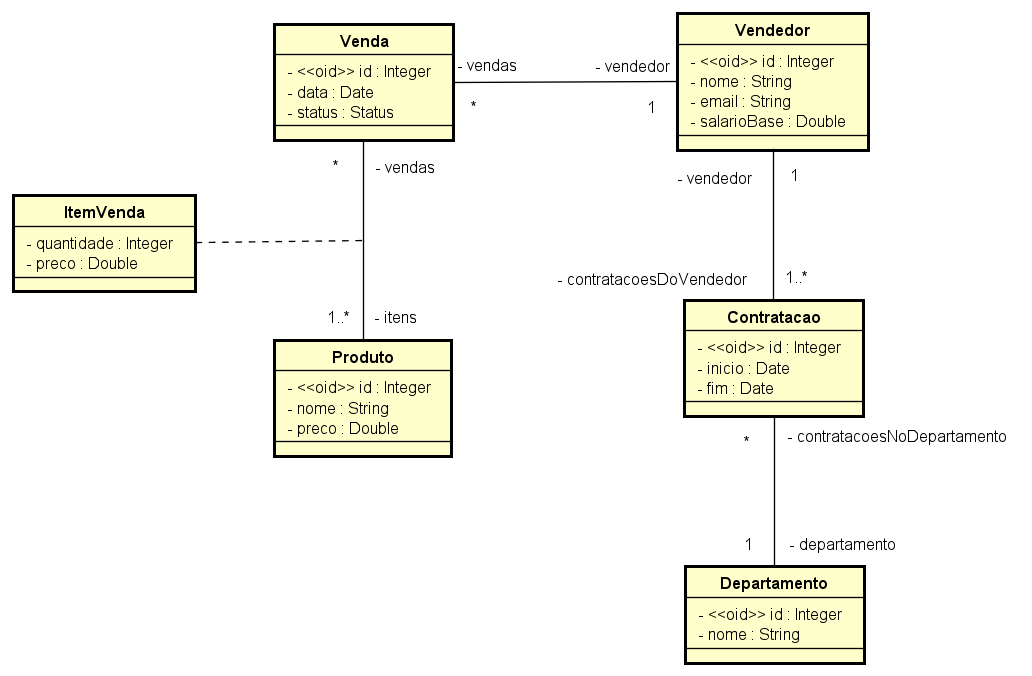 Venda
- <<oid>> id : Integer
- data : Date
- status : Status
- vendas
*
- vendedor
1
Vendedor
- <<oid>> id : Integer
- nome : String
- email : String
- salarioBase : Double
*
- vendas
- vendedor
1
ItemVenda
- quantidade : Integer
- preco : Double
- contratacoesDoVendedor
1..*
1..*
- itens
Contratacao
- <<oid>> id : Integer
- inicio : Date
- fim : Date
Produto
- <<oid>> id : Integer
- nome : String
- preco : Double
*
- contratacoesNoDepartamento
1
- departamento
Departamento
- <<oid>> id : Integer
- nome : String